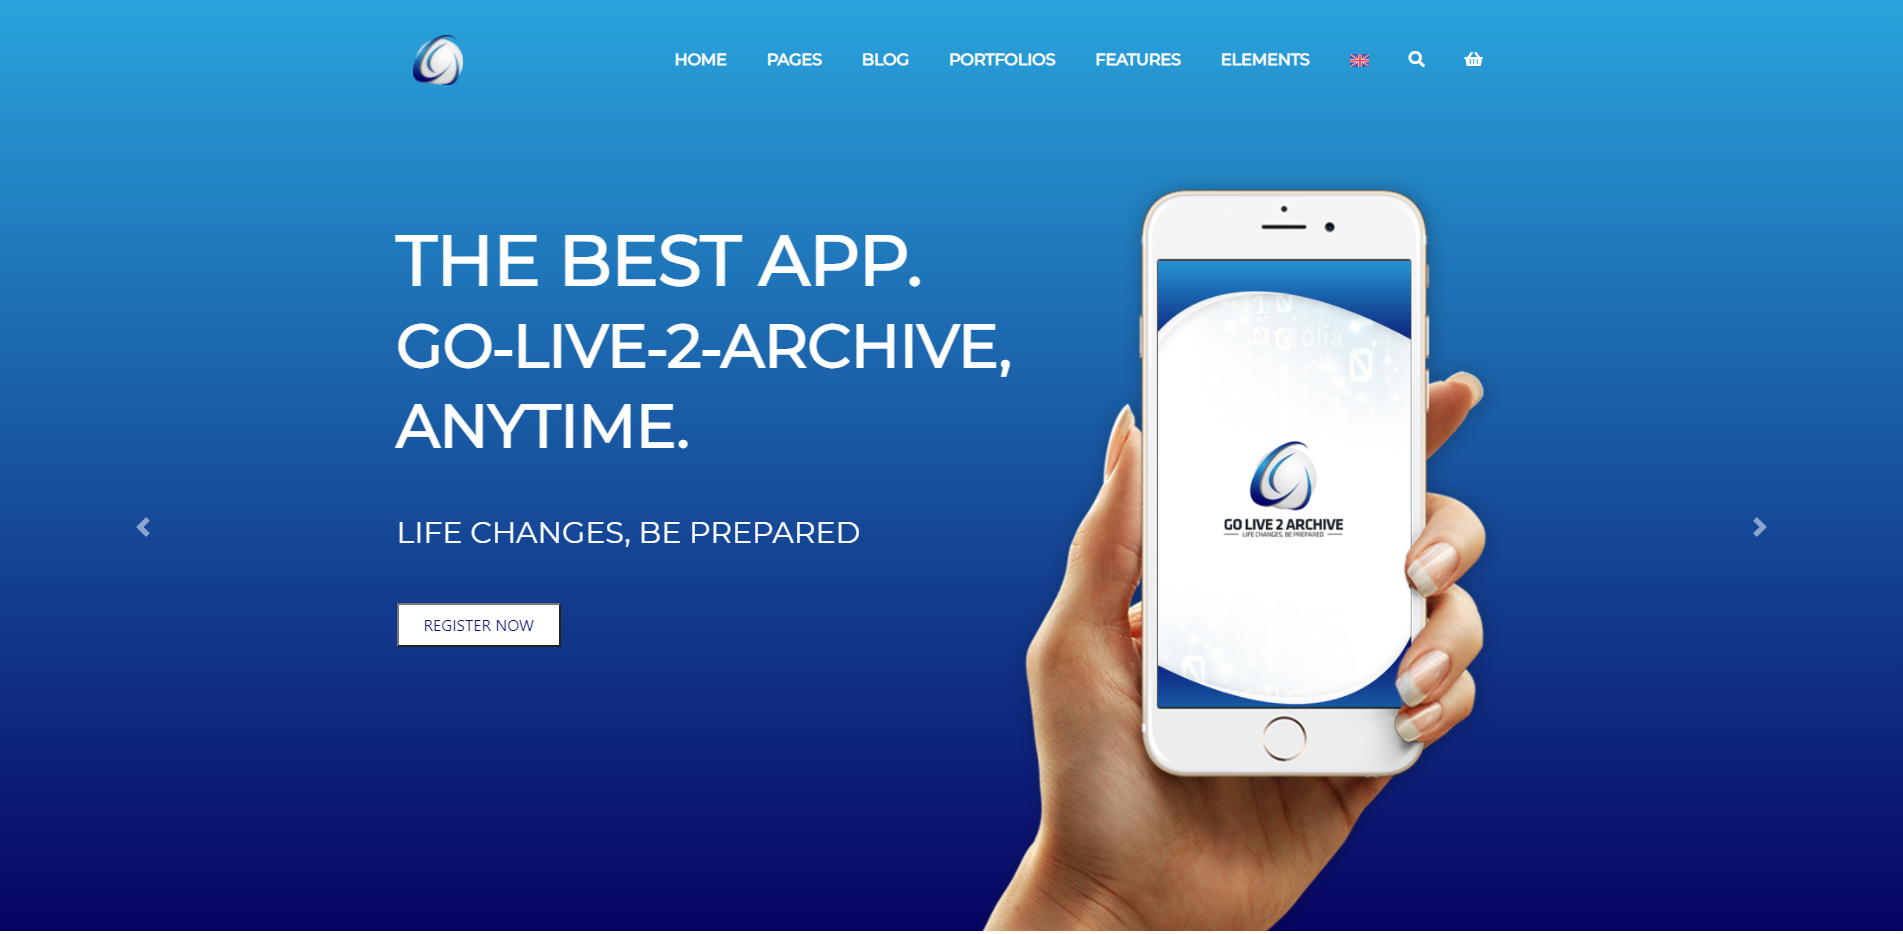 HOME PAGES BLOG PORTFOLIOS FEATURES ELEMENTS
THE BEST APP.
GO-LIVE-2-ARCHIVE,
ANYTIME.
LIFE CHANGES, BE PREPARED
REGISTER NOW
GO LIVE 2 ARCHIVE
LIFE CHANGES, BE PREPARED